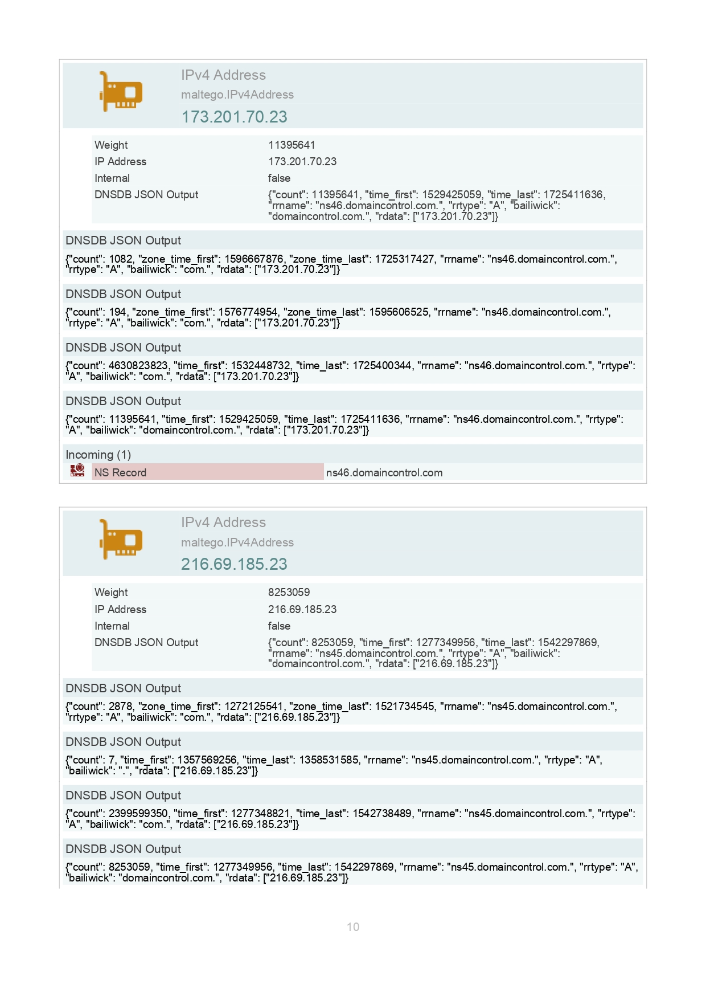 IPv4 Address
maltego.IPv4Address
173.201.70.23
Weight 11395641
IP Address 173.201.70.23
Internal false
DNSDB JSON Output {"count": 11395641, "time_first": 1529425059, "time_last": 1725411636,
"rrname": "ns46.domaincontrol.com.", "rrtype": "A", "bailiwick":
"domaincontrol.com.", "rdata": ["173.201.70.23"]}
DNSDB JSON Output
{"count": 1082, "zone_time_first": 1596667876, "zone_time_last": 1725317427, "rrname": "ns46.domaincontrol.com.",
"rrtype": "A", "bailiwick": "com.", "rdata": ["173.201.70.23"]}
DNSDB JSON Output
{"count": 194, "zone_time_first": 1576774954, "zone_time_last": 1595606525, "rrname": "ns46.domaincontrol.com.",
"rrtype": "A", "bailiwick": "com.", "rdata": ["173.201.70.23"]}
DNSDB JSON Output
{"count": 4630823823, "time_first": 1532448732, "time_last": 1725400344, "rrname": "ns46.domaincontrol.com.", "rrtype":
"A", "bailiwick": "com.", "rdata": ["173.201.70.23"]}
DNSDB JSON Output
{"count": 11395641, "time_first": 1529425059, "time_last": 1725411636, "rrname": "ns46.domaincontrol.com.", "rrtype":
"A", "bailiwick": "domaincontrol.com.", "rdata": ["173.201.70.23"]}
Incoming (1)
NS Record ns46.domaincontrol.com
IPv4 Address
maltego.IPv4Address
216.69.185.23
Weight 8253059
IP Address 216.69.185.23
Internal false
DNSDB JSON Output {"count": 8253059, "time_first": 1277349956, "time_last": 1542297869,
"rrname": "ns45.domaincontrol.com.", "rrtype": "A", "bailiwick":
"domaincontrol.com.", "rdata": ["216.69.185.23"]}
DNSDB JSON Output
{"count": 2878, "zone_time_first": 1272125541, "zone_time_last": 1521734545, "rrname": "ns45.domaincontrol.com.",
"rrtype": "A", "bailiwick": "com.", "rdata": ["216.69.185.23"]}
DNSDB JSON Output
{"count": 7, "time_first": 1357569256, "time_last": 1358531585, "rrname": "ns45.domaincontrol.com.", "rrtype": "A",
"bailiwick": ".", "rdata": ["216.69.185.23"]}
DNSDB JSON Output
{"count": 2399599350, "time_first": 1277348821, "time_last": 1542738489, "rrname": "ns45.domaincontrol.com.", "rrtype":
"A", "bailiwick": "com.", "rdata": ["216.69.185.23"]}
DNSDB JSON Output
{"count": 8253059, "time_first": 1277349956, "time_last": 1542297869, "rrname": "ns45.domaincontrol.com.", "rrtype": "A",
"bailiwick": "domaincontrol.com.", "rdata": ["216.69.185.23"]}
10